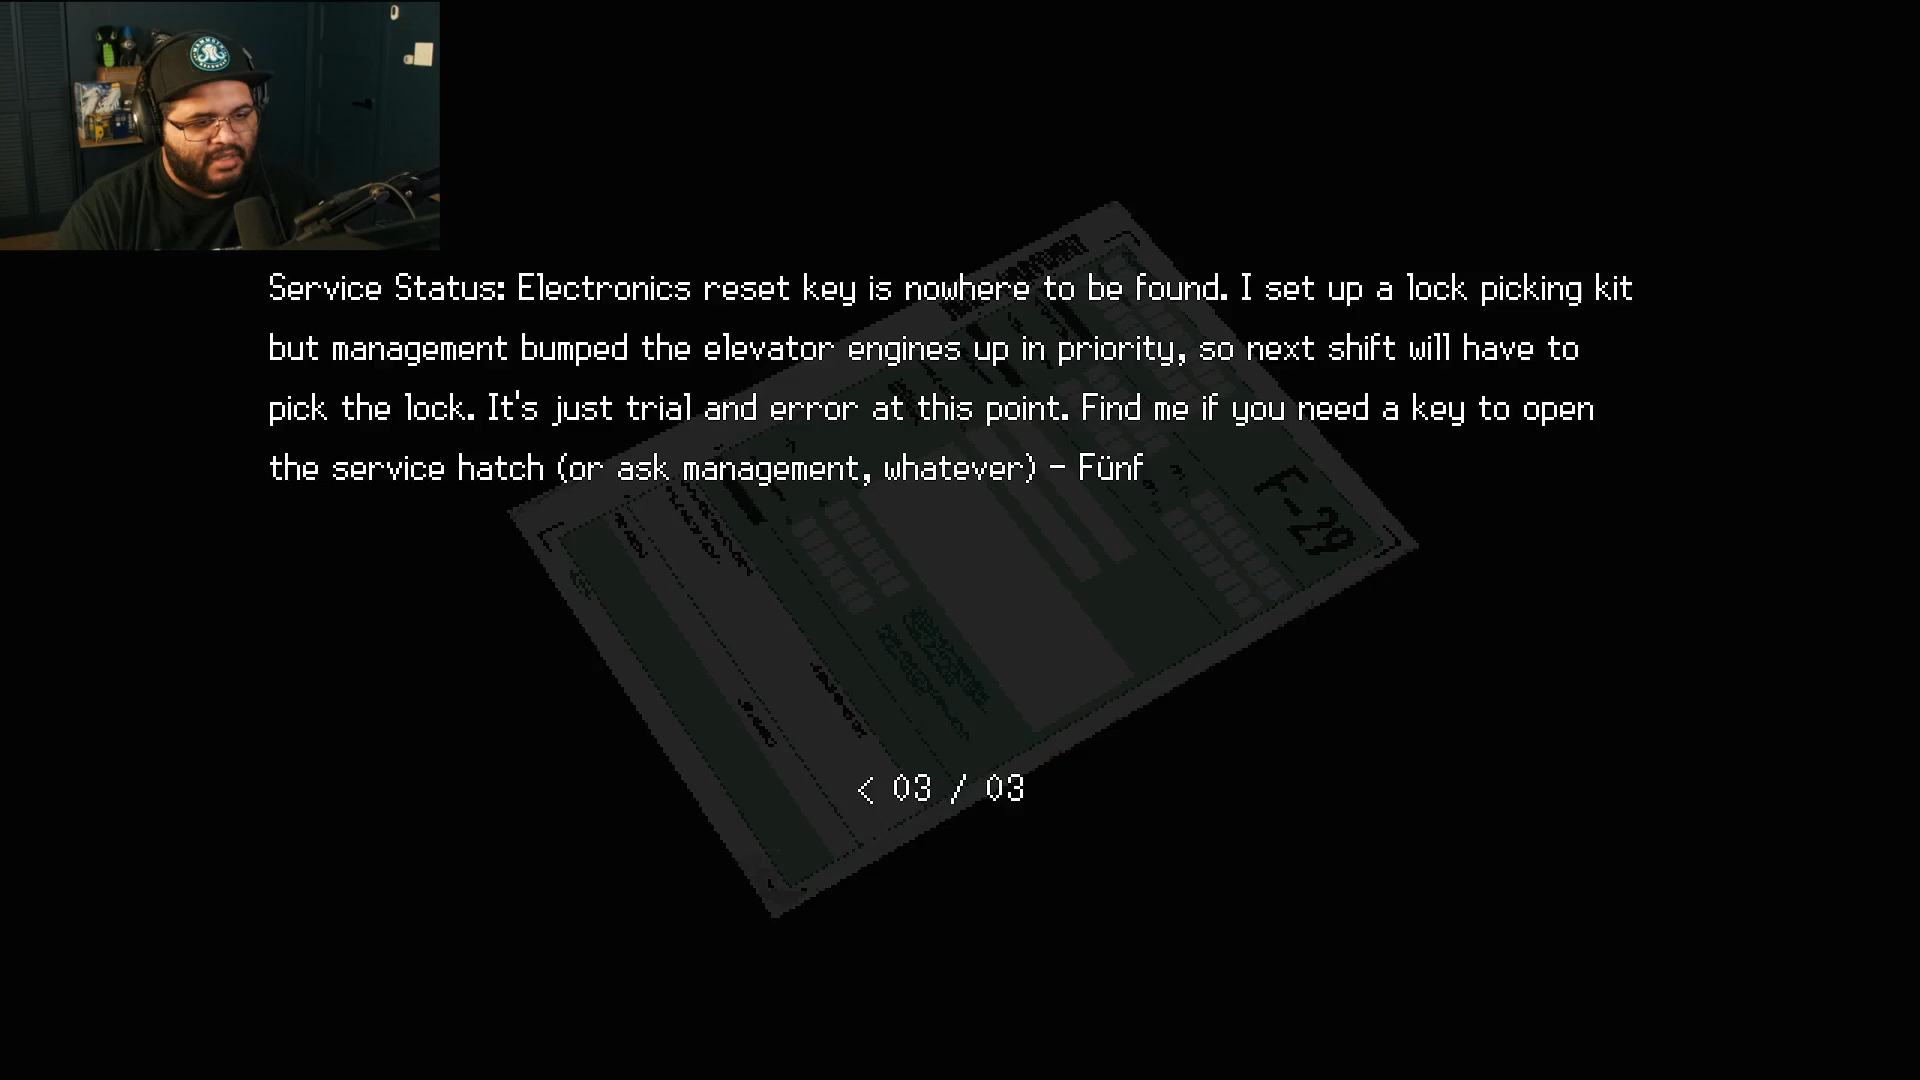 Service Status: Electronics reset key is nowhere to be found. I set up a lock picking kit
but management bumped the elevator engines up in priority, so next shift will have to
pick the lock. It's just trial and error at this point. Find me if you need a key to open
the service hatch (or ask management, whatever) - Fünf
F-29
< 03 / 03